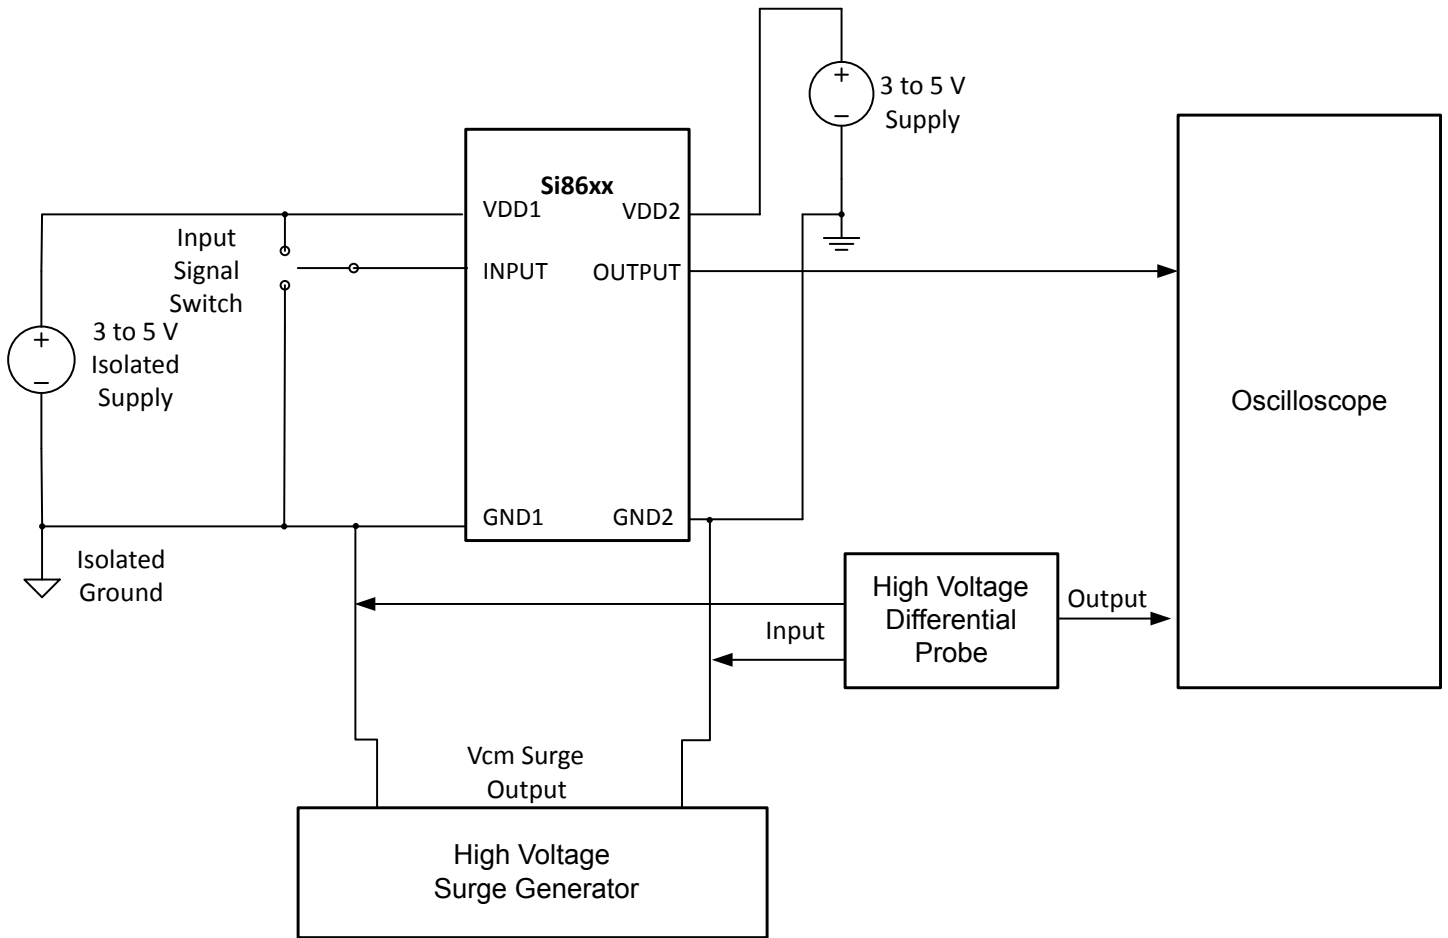 3 to 5 V
Supply
Si86xx
VDD1
VDD2
Input
Signal
Switch
INPUT
OUTPUT
+
−
3 to 5 V
Isolated
Supply
+
−
Oscilloscope
GND1
GND2
Isolated
Ground
High Voltage
Differential
Probe
Output
Input
Vcm Surge
Output
High Voltage
Surge Generator